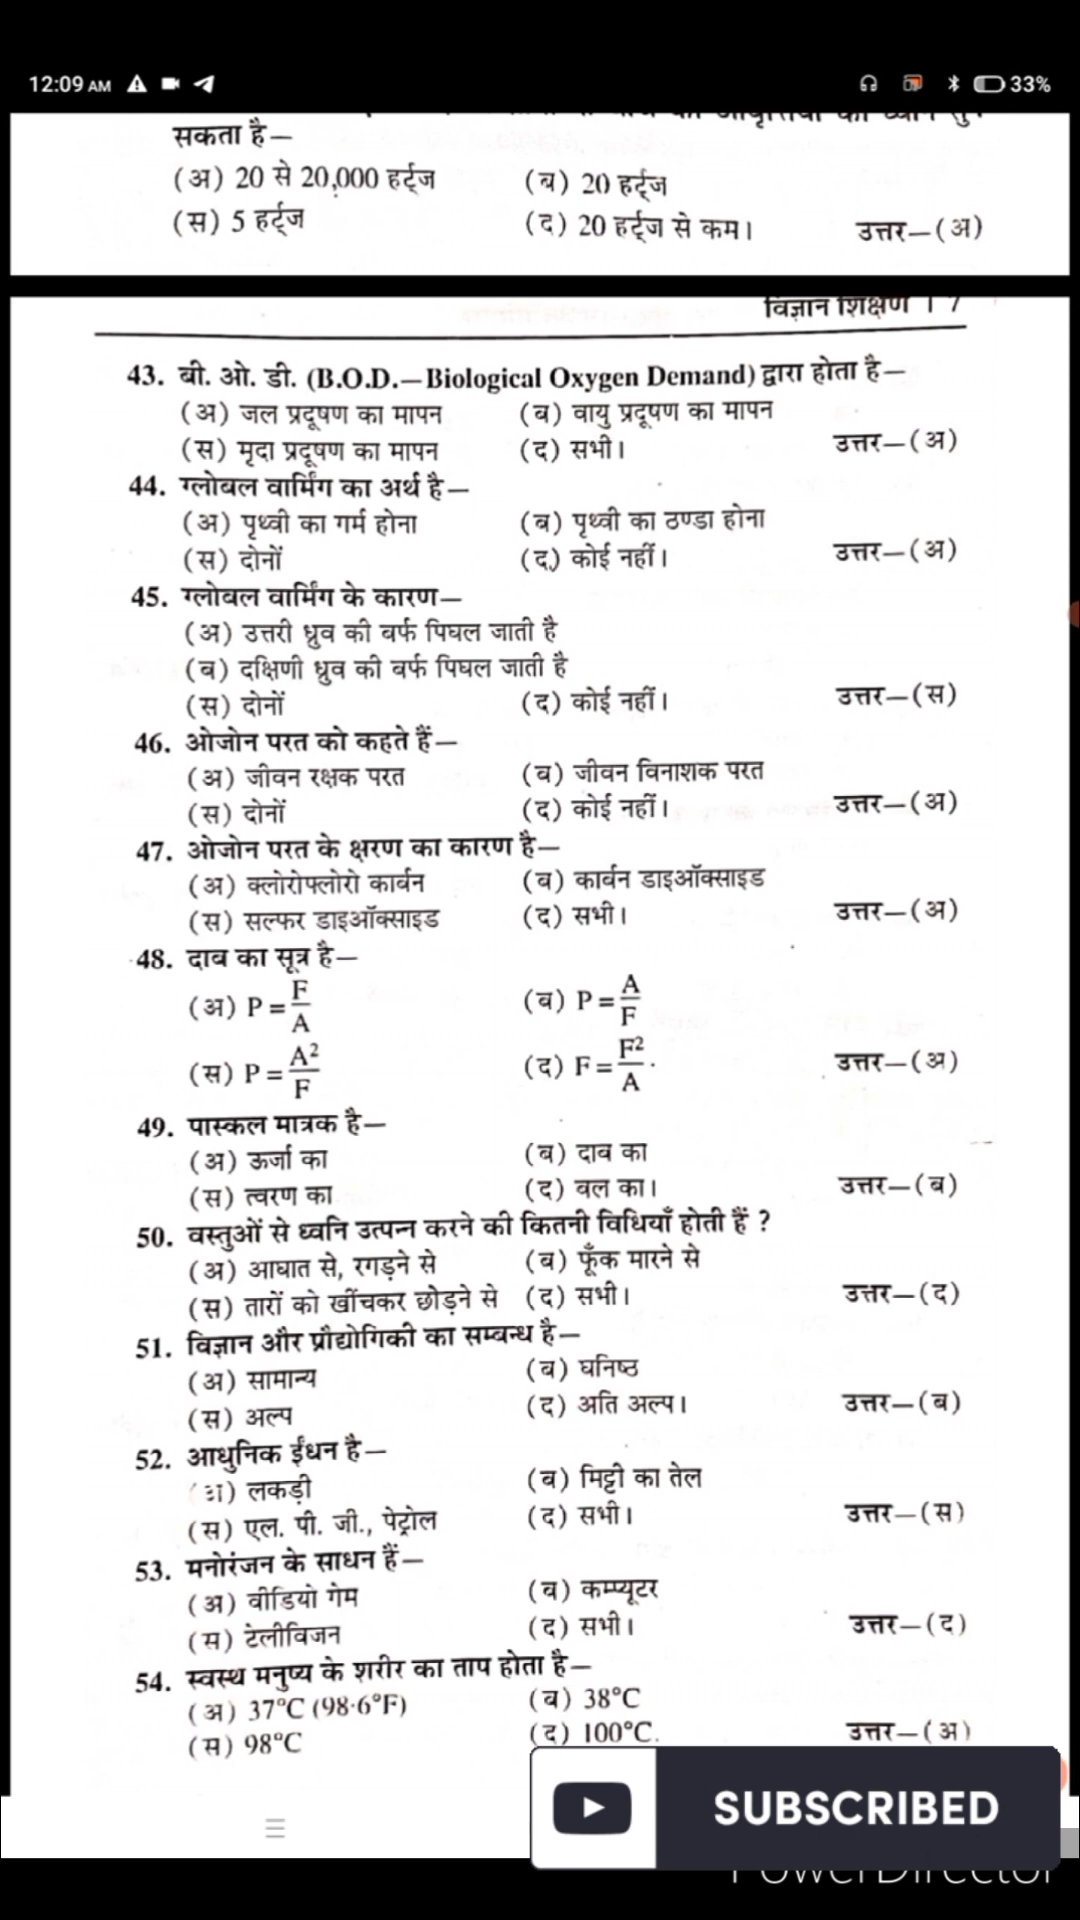 12:09 AM 33%
सकता है—
(अ) 20 से 20,000 हर्ट्ज (ब) 20 हर्ट्ज
(स) 5 हर्ट्ज (द) 20 हर्ट्ज से कम। उत्तर—(अ)
विज्ञान शिक्षण । 7
43. बी. ओ. डी. (B.O.D.—Biological Oxygen Demand) द्वारा होता है—
(अ) जल प्रदूषण का मापन (ब) वायु प्रदूषण का मापन
(स) मृदा प्रदूषण का मापन (द) सभी। उत्तर—(अ)
44. ग्लोबल वार्मिंग का अर्थ है—
(अ) पृथ्वी का गर्म होना (ब) पृथ्वी का ठण्डा होना
(स) दोनों (द) कोई नहीं। उत्तर—(अ)
45. ग्लोबल वार्मिंग के कारण—
(अ) उत्तरी ध्रुव की बर्फ पिघल जाती है
(ब) दक्षिणी ध्रुव की बर्फ पिघल जाती है
(स) दोनों (द) कोई नहीं। उत्तर—(स)
46. ओजोन परत को कहते हैं—
(अ) जीवन रक्षक परत (ब) जीवन विनाशक परत
(स) दोनों (द) कोई नहीं। उत्तर—(अ)
47. ओजोन परत के क्षरण का कारण है—
(अ) क्लोरोफ्लोरो कार्बन (ब) कार्बन डाइऑक्साइड
(स) सल्फर डाइऑक्साइड (द) सभी। उत्तर—(अ)
48. दाब का सूत्र है—
(अ) P = F/A (ब) P = A/F
(स) P = A²/F (द) F = F²/A. उत्तर—(अ)
49. पास्कल मात्रक है—
(अ) ऊर्जा का (ब) दाब का
(स) त्वरण का (द) बल का। उत्तर—(ब)
50. वस्तुओं से ध्वनि उत्पन्न करने की कितनी विधियाँ होती हैं ?
(अ) आघात से, रगड़ने से (ब) फूँक मारने से
(स) तारों को खींचकर छोड़ने से (द) सभी। उत्तर—(द)
51. विज्ञान और प्रौद्योगिकी का सम्बन्ध है—
(अ) सामान्य (ब) घनिष्ठ
(स) अल्प (द) अति अल्प। उत्तर—(ब)
52. आधुनिक ईंधन है—
(अ) लकड़ी (ब) मिट्टी का तेल
(स) एल. पी. जी., पेट्रोल (द) सभी। उत्तर—(स)
53. मनोरंजन के साधन हैं—
(अ) वीडियो गेम (ब) कम्प्यूटर
(स) टेलीविजन (द) सभी। उत्तर—(द)
54. स्वस्थ मनुष्य के शरीर का ताप होता है—
(अ) 37°C (98·6°F) (ब) 38°C
(स) 98°C (द) 100°C. उत्तर—(अ)
SUBSCRIBED
PowerDirector